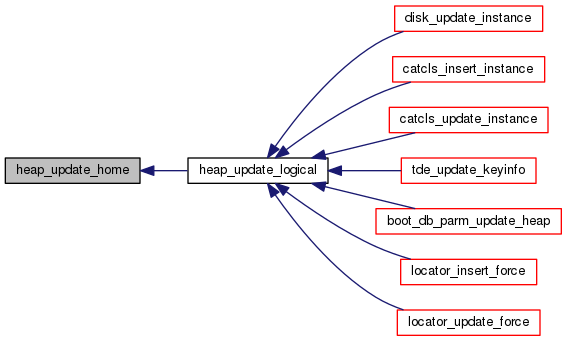 disk_update_instance
catcls_insert_instance
catcls_update_instance
heap_update_home
heap_update_logical
tde_update_keyinfo
boot_db_parm_update_heap
locator_insert_force
locator_update_force